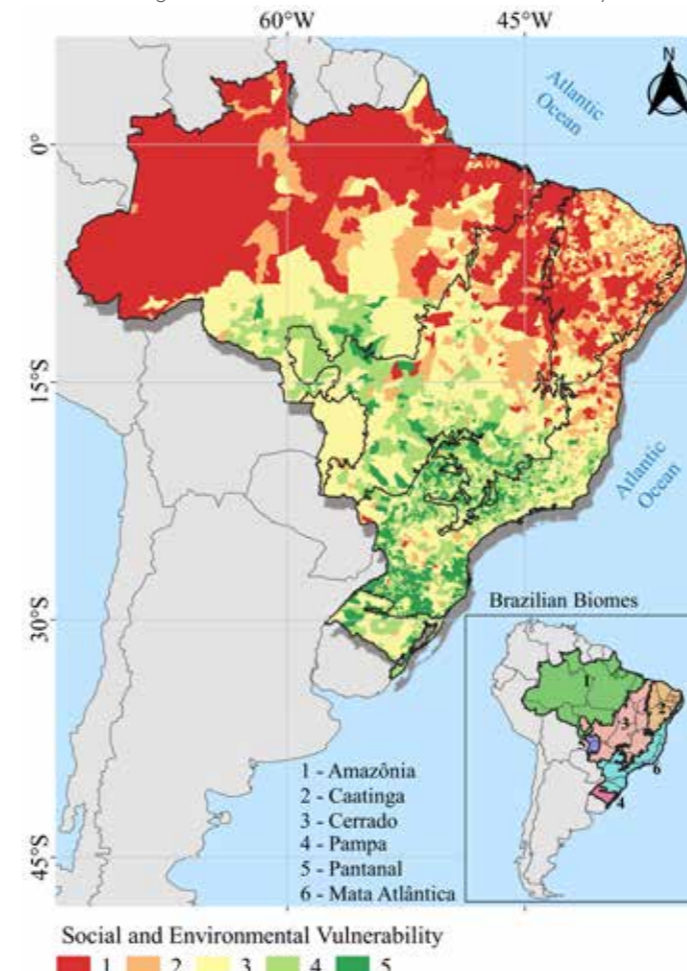 60°W 45°W
N
Atlantic
Ocean
0°
15°S
Atlantic
Ocean
30°S
Brazilian Biomes
1
2
3
5
6
4
1 - Amazônia
2 - Caatinga
3 - Cerrado
4 - Pampa
5 - Pantanal
6 - Mata Atlântica
45°S
Social and Environmental Vulnerability
1 2 3 4 5